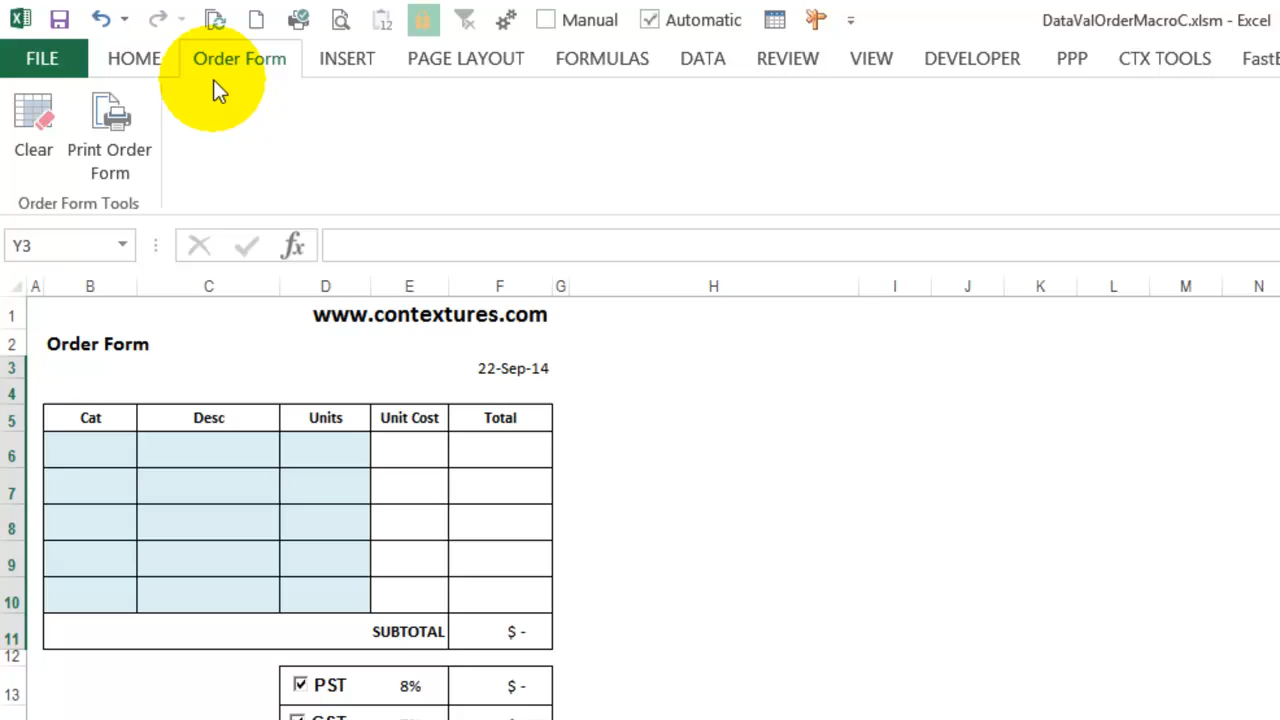 12 Manual Automatic DataValOrderMacroC.xlsm - Excel
FILE HOME Order Form INSERT PAGE LAYOUT FORMULAS DATA REVIEW VIEW DEVELOPER PPP CTX TOOLS FastE
Clear Print Order Form
Order Form Tools
Y3 fx
A B C D E F G H I J K L M N
1 www.contextures.com
2 Order Form
3 22-Sep-14
4
5 Cat Desc Units Unit Cost Total
6
7
8
9
10
11 SUBTOTAL $ -
12
13 PST 8% $ -